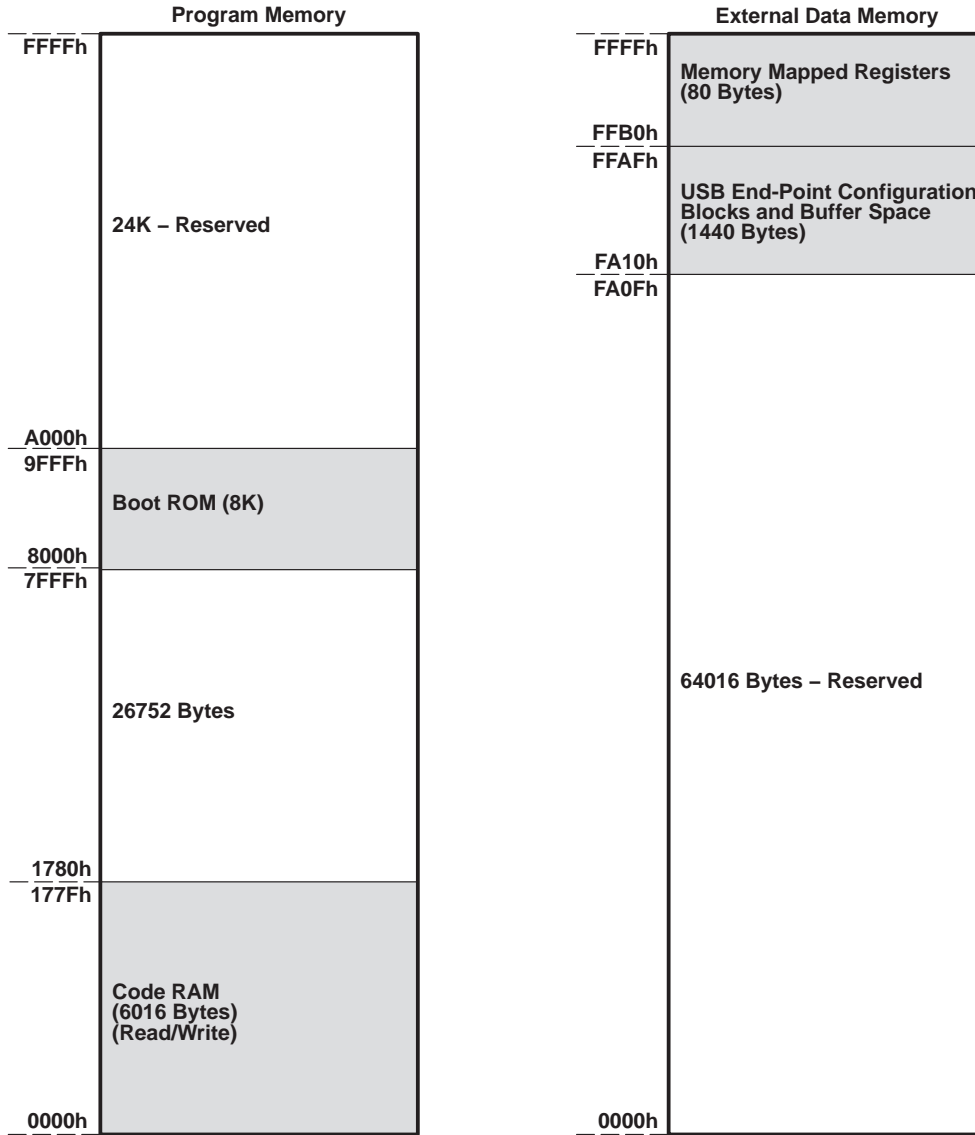 Program Memory
FFFFh
24K – Reserved
A000h
9FFFh
Boot ROM (8K)
8000h
7FFFh
26752 Bytes
1780h
177Fh
Code RAM
(6016 Bytes)
(Read/Write)
0000h
External Data Memory
FFFFh
Memory Mapped Registers
(80 Bytes)
FFB0h
FFAFh
USB End-Point Configuration
Blocks and Buffer Space
(1440 Bytes)
FA10h
FA0Fh
64016 Bytes – Reserved
0000h